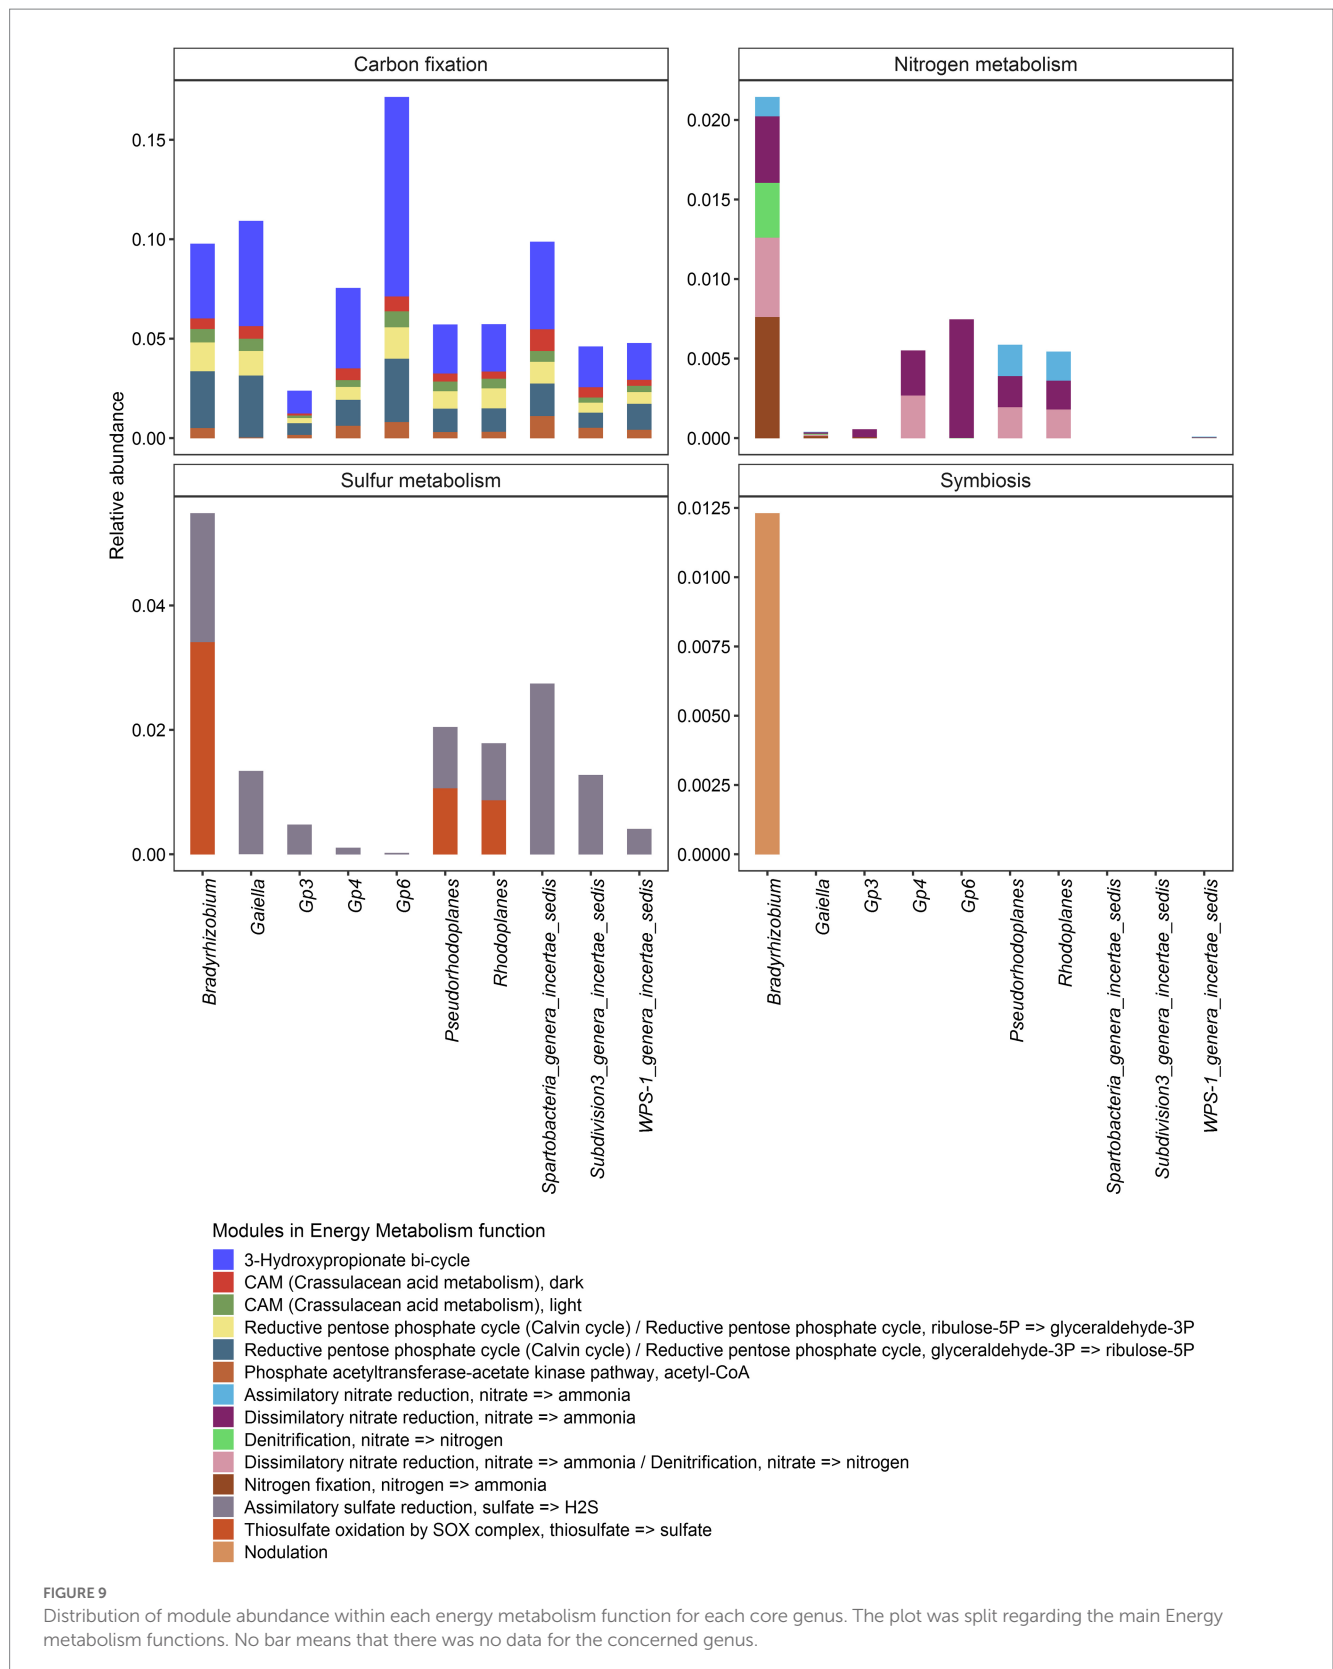 Carbon fixation
Nitrogen metabolism
0.15
0.10
0.05
0.00
0.020
0.015
0.010
0.005
0.000
Relative abundance
Sulfur metabolism
Symbiosis
0.04
0.02
0.00
0.0125
0.0100
0.0075
0.0050
0.0025
0.0000
Bradyrhizobium
Gaiella
Gp3
Gp4
Gp6
Pseudorhodoplanes
Rhodoplanes
Spartobacteria_genera_incertae_sedis
Subdivision3_genera_incertae_sedis
WPS-1_genera_incertae_sedis
Bradyrhizobium
Gaiella
Gp3
Gp4
Gp6
Pseudorhodoplanes
Rhodoplanes
Spartobacteria_genera_incertae_sedis
Subdivision3_genera_incertae_sedis
WPS-1_genera_incertae_sedis
Modules in Energy Metabolism function
3-Hydroxypropionate bi-cycle
CAM (Crassulacean acid metabolism), dark
CAM (Crassulacean acid metabolism), light
Reductive pentose phosphate cycle (Calvin cycle) / Reductive pentose phosphate cycle, ribulose-5P => glyceraldehyde-3P
Reductive pentose phosphate cycle (Calvin cycle) / Reductive pentose phosphate cycle, glyceraldehyde-3P => ribulose-5P
Phosphate acetyltransferase-acetate kinase pathway, acetyl-CoA
Assimilatory nitrate reduction, nitrate => ammonia
Dissimilatory nitrate reduction, nitrate => ammonia
Denitrification, nitrate => nitrogen
Dissimilatory nitrate reduction, nitrate => ammonia / Denitrification, nitrate => nitrogen
Nitrogen fixation, nitrogen => ammonia
Assimilatory sulfate reduction, sulfate => H2S
Thiosulfate oxidation by SOX complex, thiosulfate => sulfate
Nodulation
FIGURE 9
Distribution of module abundance within each energy metabolism function for each core genus. The plot was split regarding the main Energy
metabolism functions. No bar means that there was no data for the concerned genus.